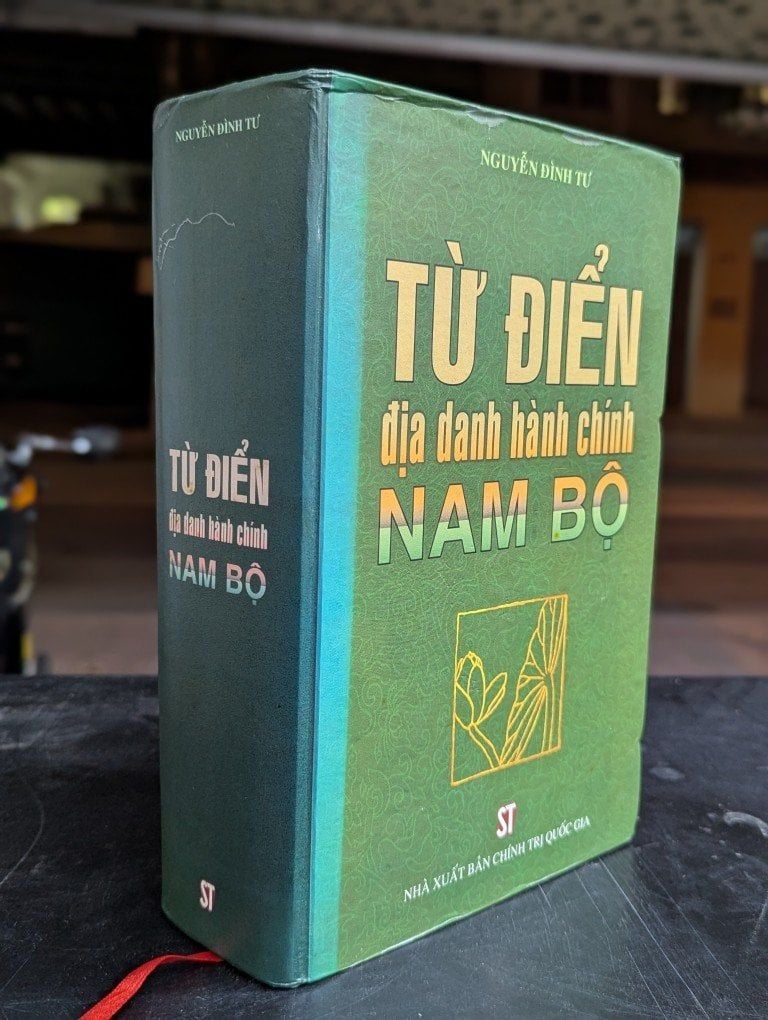 NGUYỄN ĐÌNH TƯ
TỪ ĐIỂN
địa danh hành chính
NAM BỘ
ST
NGUYỄN ĐÌNH TƯ
TỪ ĐIỂN
địa danh hành chính
NAM BỘ
ST
NHÀ XUẤT BẢN CHÍNH TRỊ QUỐC GIA